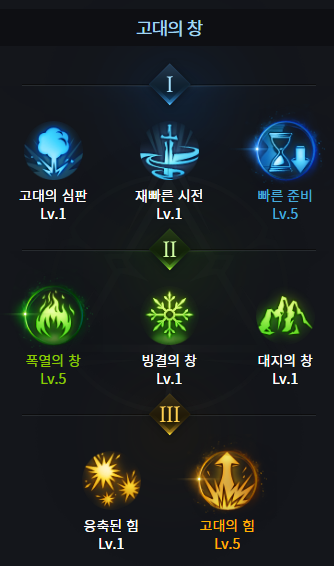 고대의 창
I
고대의 심판 재빠른 시전 빠른 준비
Lv.1 Lv.1 Lv.5
II
폭열의 창 빙결의 창 대지의 창
Lv.5 Lv.1 Lv.1
III
응축된 힘 고대의 힘
Lv.1 Lv.5